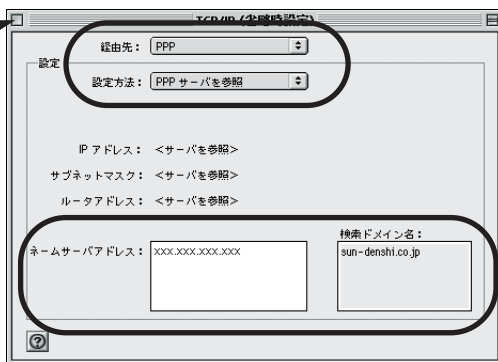 TCP/IP (省略時設定)
経由先: PPP
設定
設定方法: PPP サーバを参照
IP アドレス: <サーバを参照>
サブネットマスク: <サーバを参照>
ルータアドレス: <サーバを参照>
検索ドメイン名:
ネームサーバアドレス: xxx.xxx.xxx.xxx sun-denshi.co.jp
?